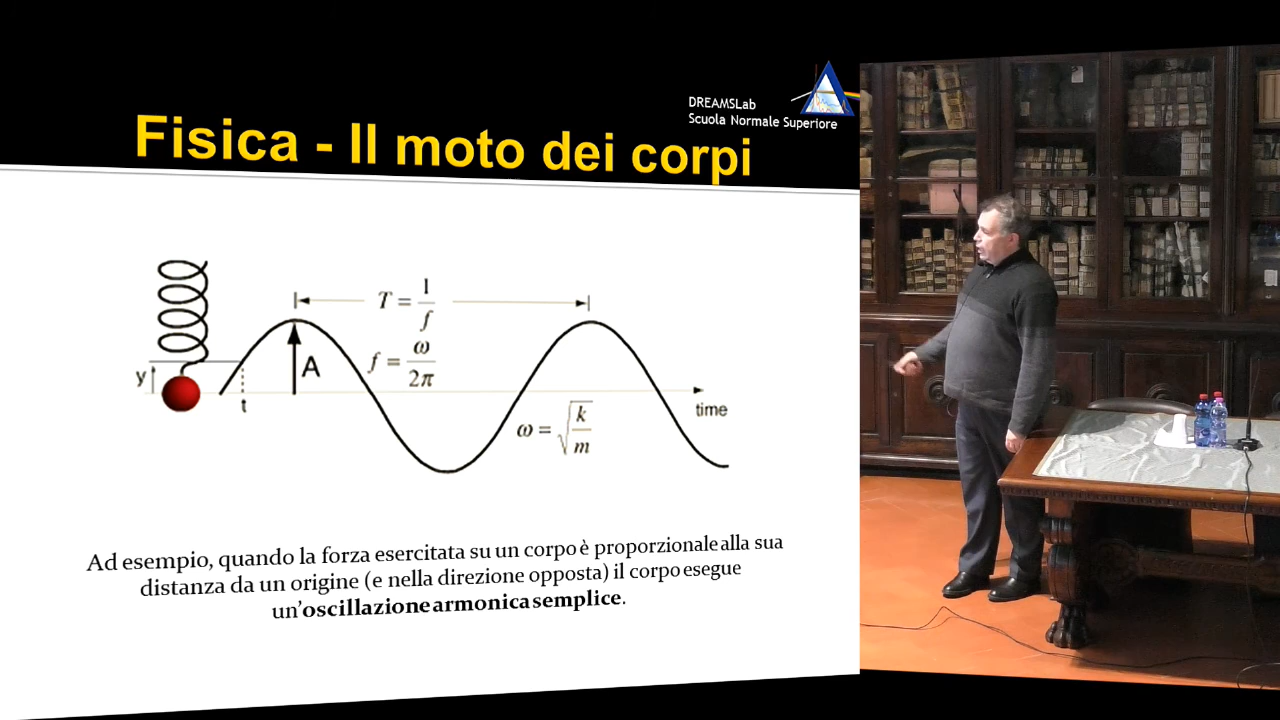 DREAMSLab
Scuola Normale Superiore
Fisica - Il moto dei corpi
T = 1/f
f = ω/2π
A
y
t
ω = √k/m
time
Ad esempio, quando la forza esercitata su un corpo è proporzionale alla sua
distanza da un origine (e nella direzione opposta) il corpo esegue
un'oscillazione armonica semplice.